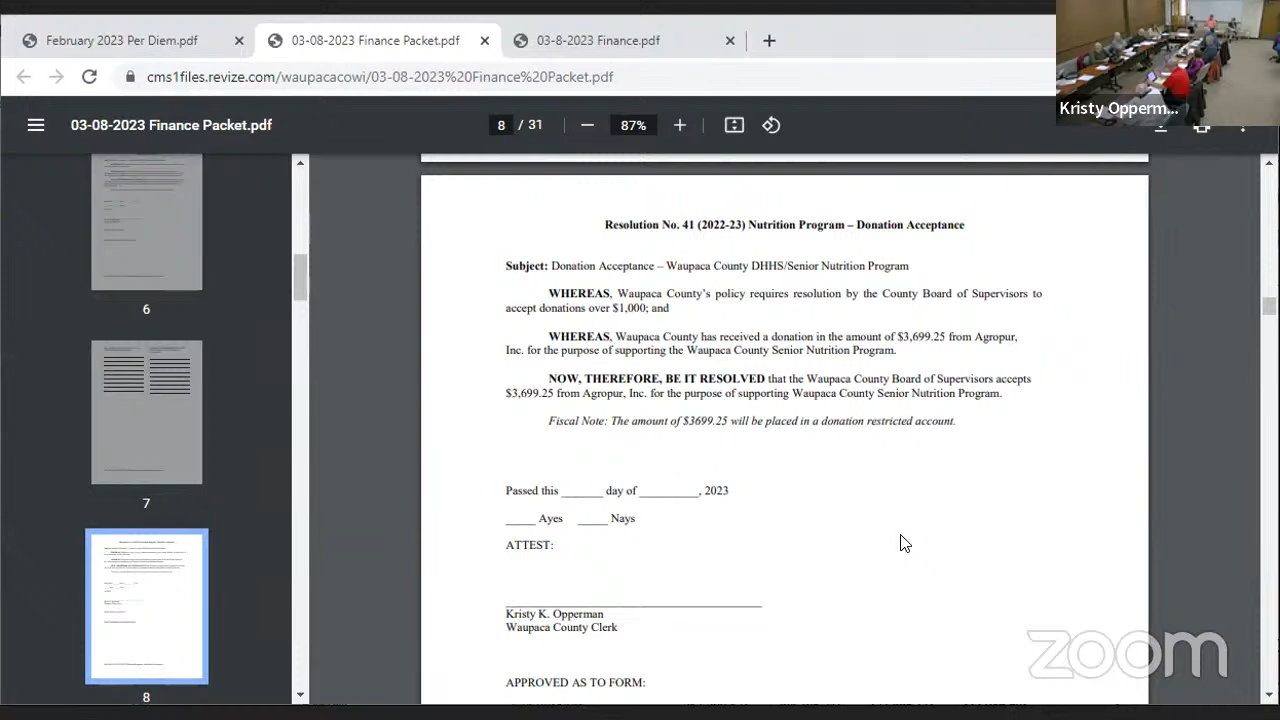 February 2023 Per Diem.pdf
03-08-2023 Finance Packet.pdf
03-8-2023 Finance.pdf
cms1files.revize.com/waupacacowi/03-08-2023%20Finance%20Packet.pdf
Kristy Opperm...
03-08-2023 Finance Packet.pdf
8 / 31
87%
6
7
8
Resolution No. 41 (2022-23) Nutrition Program – Donation Acceptance
Subject: Donation Acceptance – Waupaca County DHHS/Senior Nutrition Program
WHEREAS, Waupaca County's policy requires resolution by the County Board of Supervisors to
accept donations over $1,000; and
WHEREAS, Waupaca County has received a donation in the amount of $3,699.25 from Agropur,
Inc. for the purpose of supporting the Waupaca County Senior Nutrition Program.
NOW, THEREFORE, BE IT RESOLVED that the Waupaca County Board of Supervisors accepts
$3,699.25 from Agropur, Inc. for the purpose of supporting Waupaca County Senior Nutrition Program.
Fiscal Note: The amount of $3699.25 will be placed in a donation restricted account.
Passed this _______ day of __________, 2023
_____ Ayes _____ Nays
ATTEST:
Kristy K. Opperman
Waupaca County Clerk
APPROVED AS TO FORM:
zoom